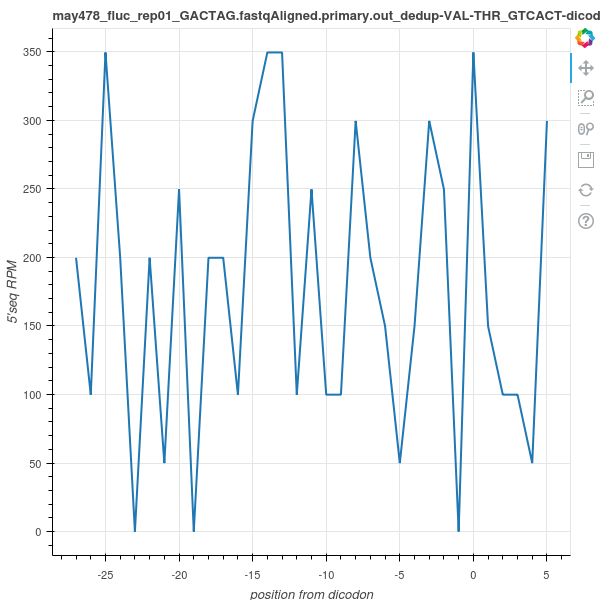 may478_fluc_rep01_GACTAG.fastqAligned.primary.out_dedup-VAL-THR_GTCACT-dicod
350
300
250
200
150
100
50
0
5'seq RPM
-25 -20 -15 -10 -5 0 5
position from dicodon